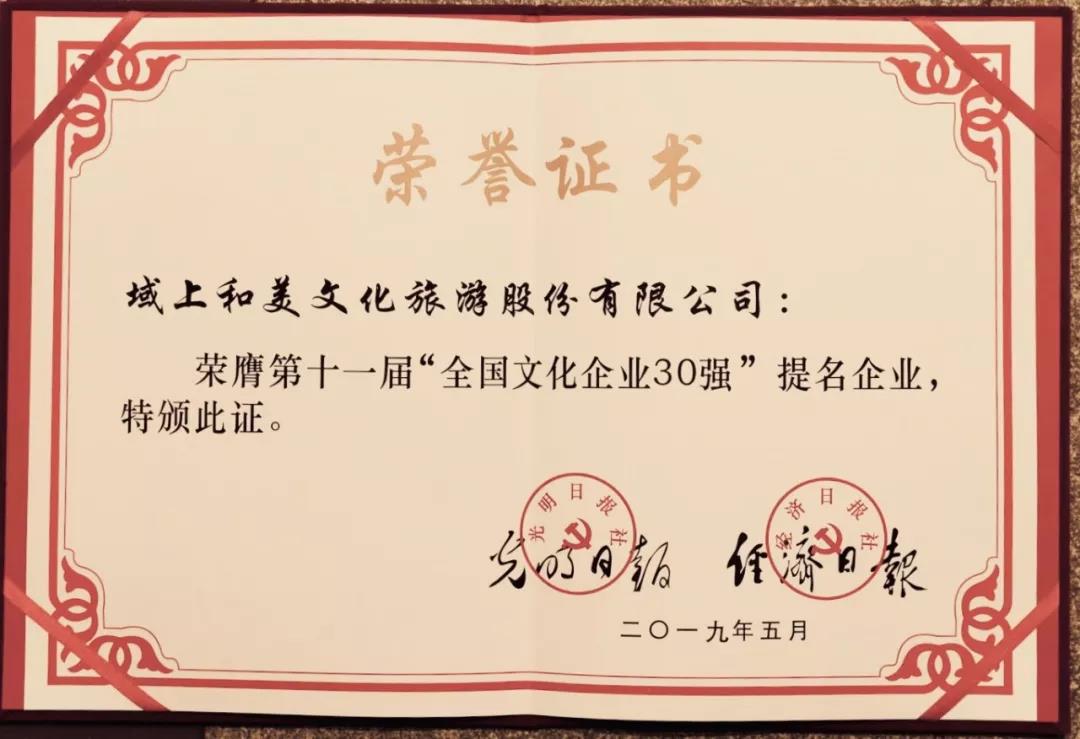 荣誉证书
域上和美文化旅游股份有限公司：
荣膺第十一届“全国文化企业30强”提名企业，
特颁此证。
光明日报社
经济日报社
光明日报
经济日報
二〇一九年五月